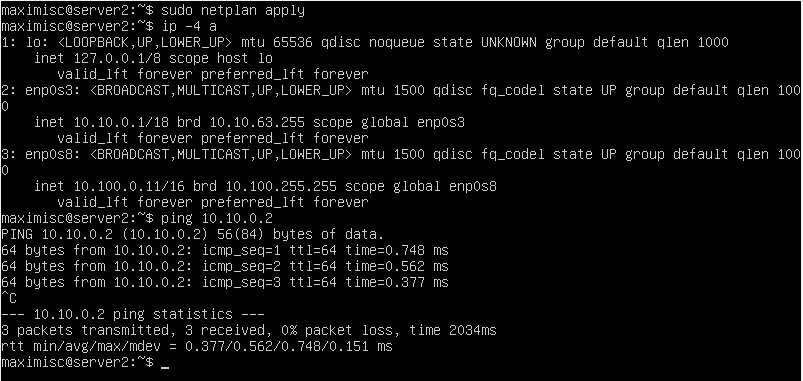 maximisc@server2:~$ sudo netplan apply
maximisc@server2:~$ ip -4 a
1: lo: <LOOPBACK,UP,LOWER_UP> mtu 65536 qdisc noqueue state UNKNOWN group default qlen 1000
    inet 127.0.0.1/8 scope host lo
       valid_lft forever preferred_lft forever
2: enp0s3: <BROADCAST,MULTICAST,UP,LOWER_UP> mtu 1500 qdisc fq_codel state UP group default qlen 100
0
    inet 10.10.0.1/18 brd 10.10.63.255 scope global enp0s3
       valid_lft forever preferred_lft forever
3: enp0s8: <BROADCAST,MULTICAST,UP,LOWER_UP> mtu 1500 qdisc fq_codel state UP group default qlen 100
0
    inet 10.100.0.11/16 brd 10.100.255.255 scope global enp0s8
       valid_lft forever preferred_lft forever
maximisc@server2:~$ ping 10.10.0.2
PING 10.10.0.2 (10.10.0.2) 56(84) bytes of data.
64 bytes from 10.10.0.2: icmp_seq=1 ttl=64 time=0.748 ms
64 bytes from 10.10.0.2: icmp_seq=2 ttl=64 time=0.562 ms
64 bytes from 10.10.0.2: icmp_seq=3 ttl=64 time=0.377 ms
^C
--- 10.10.0.2 ping statistics ---
3 packets transmitted, 3 received, 0% packet loss, time 2034ms
rtt min/avg/max/mdev = 0.377/0.562/0.748/0.151 ms
maximisc@server2:~$ _